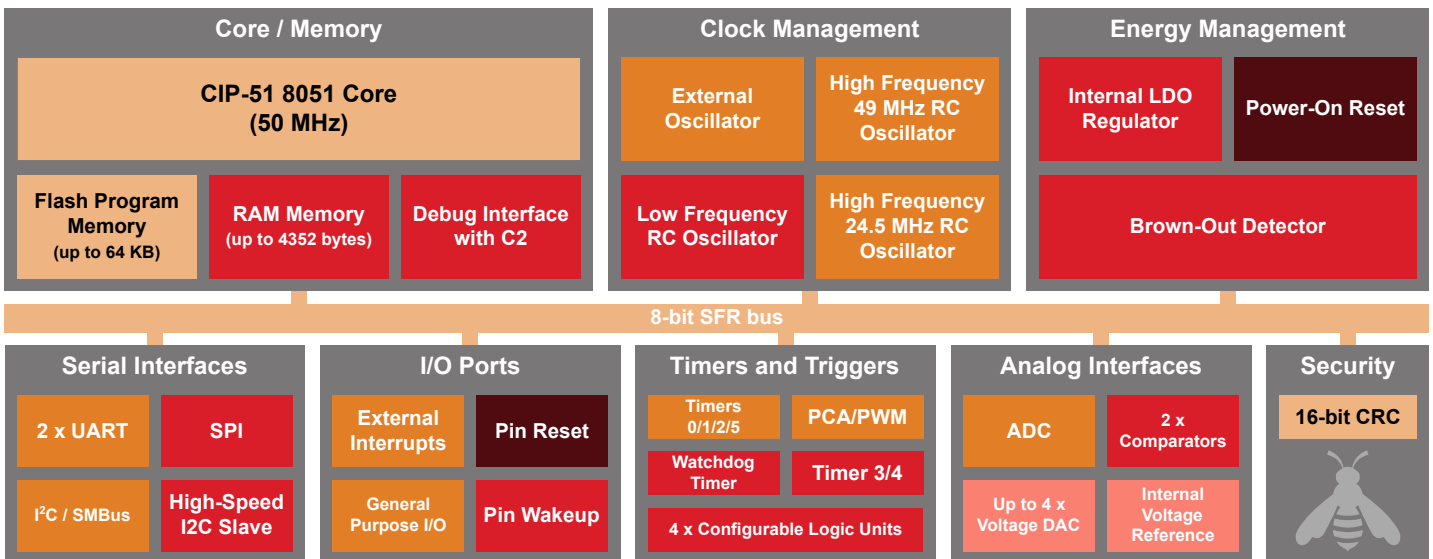 Core / Memory
CIP-51 8051 Core
(50 MHz)
Flash Program
Memory
(up to 64 KB)
RAM Memory
(up to 4352 bytes)
Debug Interface
with C2
Clock Management
External
Oscillator
High Frequency
49 MHz RC
Oscillator
Low Frequency
RC Oscillator
High Frequency
24.5 MHz RC
Oscillator
Energy Management
Internal LDO
Regulator
Power-On Reset
Brown-Out Detector
8-bit SFR bus
Serial Interfaces
2 x UART
SPI
I²C / SMBus
High-Speed
I2C Slave
I/O Ports
External
Interrupts
Pin Reset
General
Purpose I/O
Pin Wakeup
Timers and Triggers
Timers
0/1/2/5
PCA/PWM
Watchdog
Timer
Timer 3/4
4 x Configurable Logic Units
Analog Interfaces
ADC
2 x
Comparators
Up to 4 x
Voltage DAC
Internal
Voltage
Reference
Security
16-bit CRC